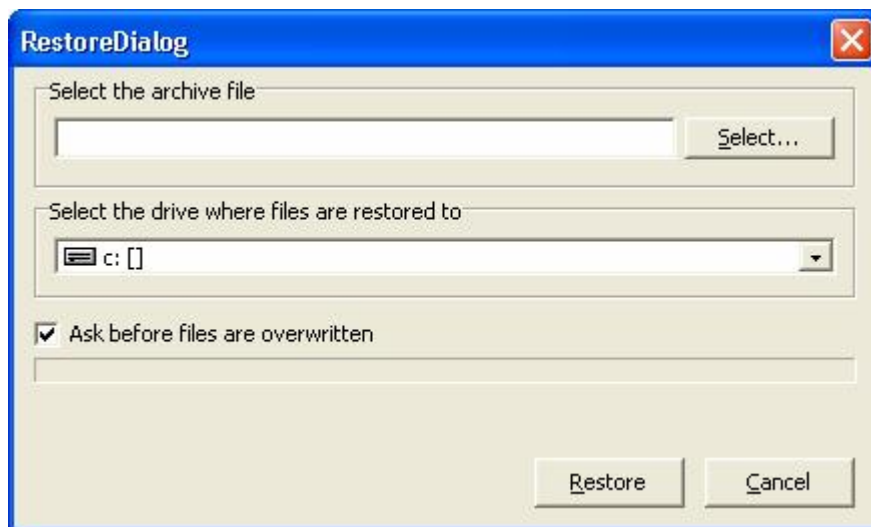 RestoreDialog
Select the archive file
Select...
Select the drive where files are restored to
c: []
Ask before files are overwritten
Restore
Cancel